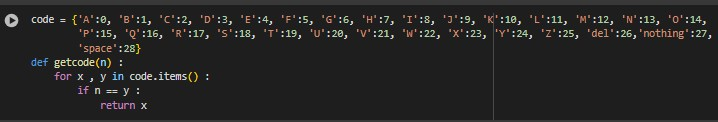 code = {'A':0, 'B':1, 'C':2, 'D':3, 'E':4, 'F':5, 'G':6, 'H':7, 'I':8, 'J':9, 'K':10, 'L':11, 'M':12, 'N':13, 'O':14,
'P':15, 'Q':16, 'R':17, 'S':18, 'T':19, 'U':20, 'V':21, 'W':22, 'X':23, 'Y':24, 'Z':25, 'del':26,'nothing':27,
'space':28}
def getcode(n) :
    for x , y in code.items() :
        if n == y :
            return x